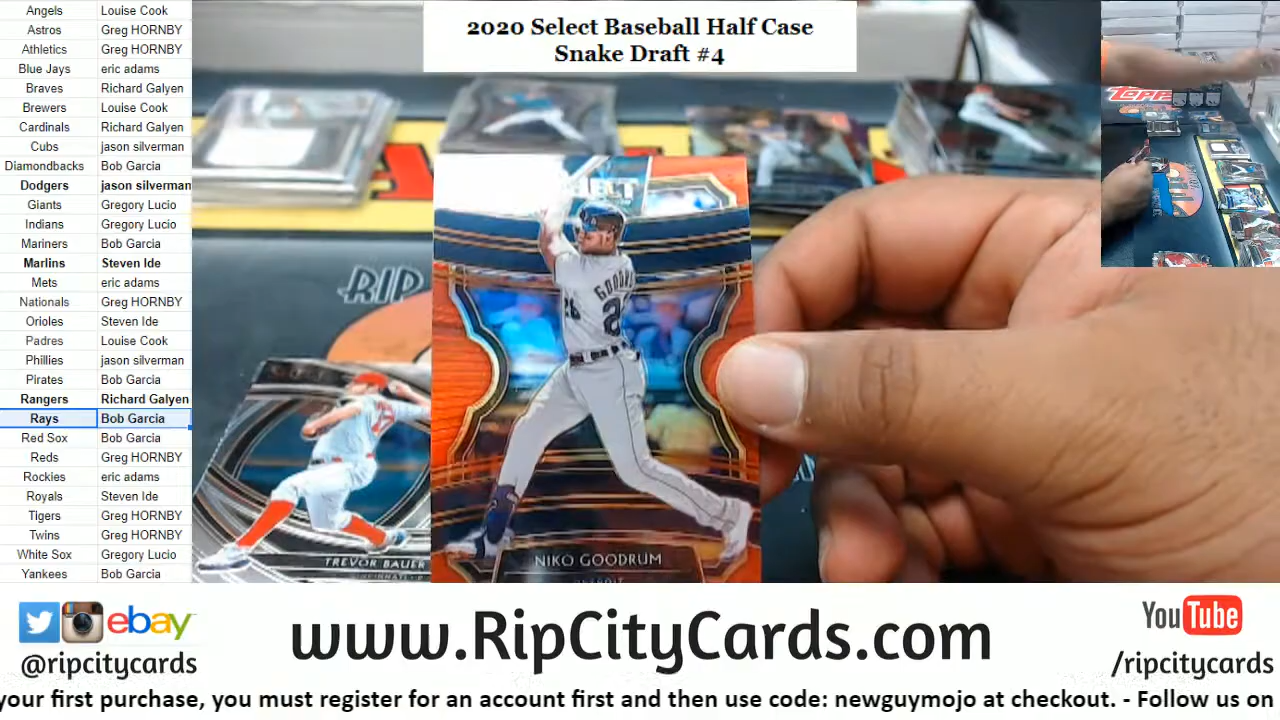 Angels Louise Cook
Astros Greg HORNBY
Athletics Greg HORNBY
Blue Jays eric adams
Braves Richard Galyen
Brewers Louise Cook
Cardinals Richard Galyen
Cubs jason silverman
Diamondbacks Bob Garcia
Dodgers jason silverman
Giants Gregory Lucio
Indians Gregory Lucio
Mariners Bob Garcia
Marlins Steven Ide
Mets eric adams
Nationals Greg HORNBY
Orioles Steven Ide
Padres Louise Cook
Phillies jason silverman
Pirates Bob Garcia
Rangers Richard Galyen
Rays Bob Garcia
Red Sox Bob Garcia
Reds Greg HORNBY
Rockies eric adams
Royals Steven Ide
Tigers Greg HORNBY
Twins Greg HORNBY
White Sox Gregory Lucio
Yankees Bob Garcia
2020 Select Baseball Half Case
Snake Draft #4
TOPPS
RIP
TREVOR BAUER
NIKO GOODRUM
DETROIT
ebay
@ripcitycards
www.RipCityCards.com
YouTube
/ripcitycards
your first purchase, you must register for an account first and then use code: newguymojo at checkout. - Follow us on